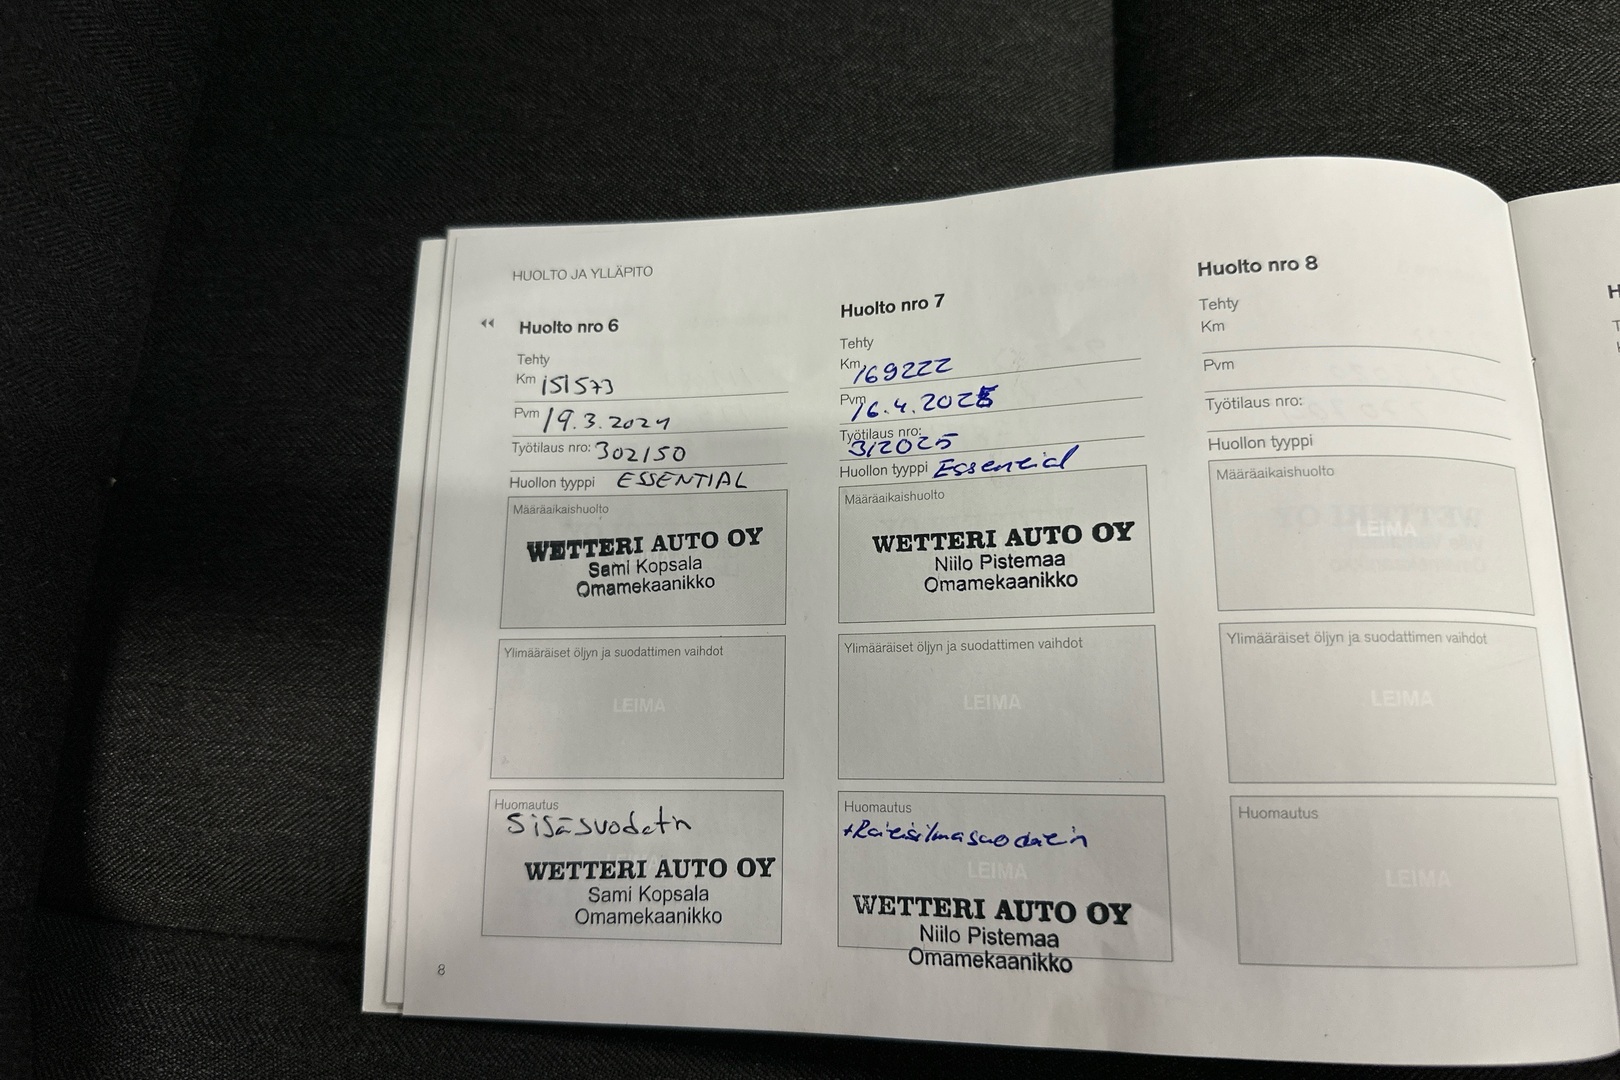 HUOLTO JA YLLÄPITO
Huolto nro 6
Tehty
Km 151573
Pvm 19.3.2024
Työtilaus nro: 302150
Huollon tyyppi ESSENTIAL
Määräaikaishuolto
WETTERI AUTO OY
Sami Kopsala
Omamekaanikko
Ylimääräiset öljyn ja suodattimen vaihdot
LEIMA
Huomautus
Sisäsuodatin
WETTERI AUTO OY
Sami Kopsala
Omamekaanikko
8
Huolto nro 7
Tehty
Km 169222
Pvm 16.4.2025
Työtilaus nro:
312025
Huollon tyyppi Essential
Määräaikaishuolto
WETTERI AUTO OY
Niilo Pistemaa
Omamekaanikko
Ylimääräiset öljyn ja suodattimen vaihdot
LEIMA
Huomautus
+Raitisilmasuodatin
LEIMA
WETTERI AUTO OY
Niilo Pistemaa
Omamekaanikko
Huolto nro 8
Tehty
Km
Pvm
Työtilaus nro:
Huollon tyyppi
Määräaikaishuolto
LEIMA
Ylimääräiset öljyn ja suodattimen vaihdot
LEIMA
Huomautus
LEIMA